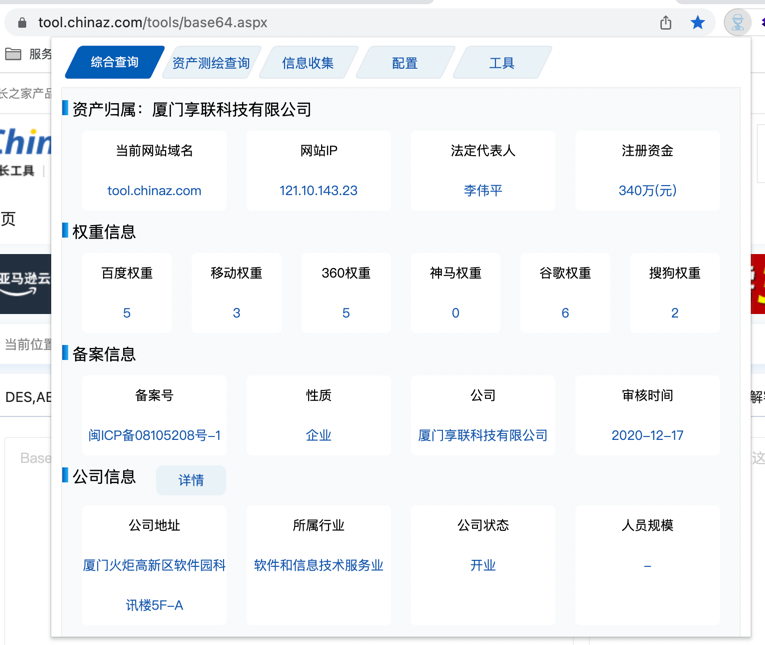 tool.chinaz.com/tools/base64.aspx
服务
综合查询 资产测绘查询 信息收集 配置 工具
长之家产品
资产归属：厦门享联科技有限公司
当前网站域名 网站IP 法定代表人 注册资金
tool.chinaz.com 121.10.143.23 李伟平 340万(元)
Chin
长工具
页
权重信息
百度权重 移动权重 360权重 神马权重 谷歌权重 搜狗权重
5 3 5 0 6 2
亚马逊云
当前位置
备案信息
备案号 性质 公司 审核时间
闽ICP备08105208号-1 企业 厦门享联科技有限公司 2020-12-17
DES,AE
解
Base
这
公司信息 详情
公司地址 所属行业 公司状态 人员规模
厦门火炬高新区软件园科 软件和信息技术服务业 开业 –
讯楼5F-A